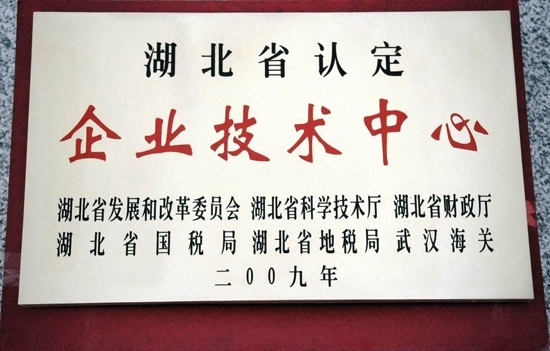 湖北省认定
企业技术中心
湖北省发展和改革委员会 湖北省科学技术厅 湖北省财政厅
湖北省国税局 湖北省地税局 武汉海关
二00九年